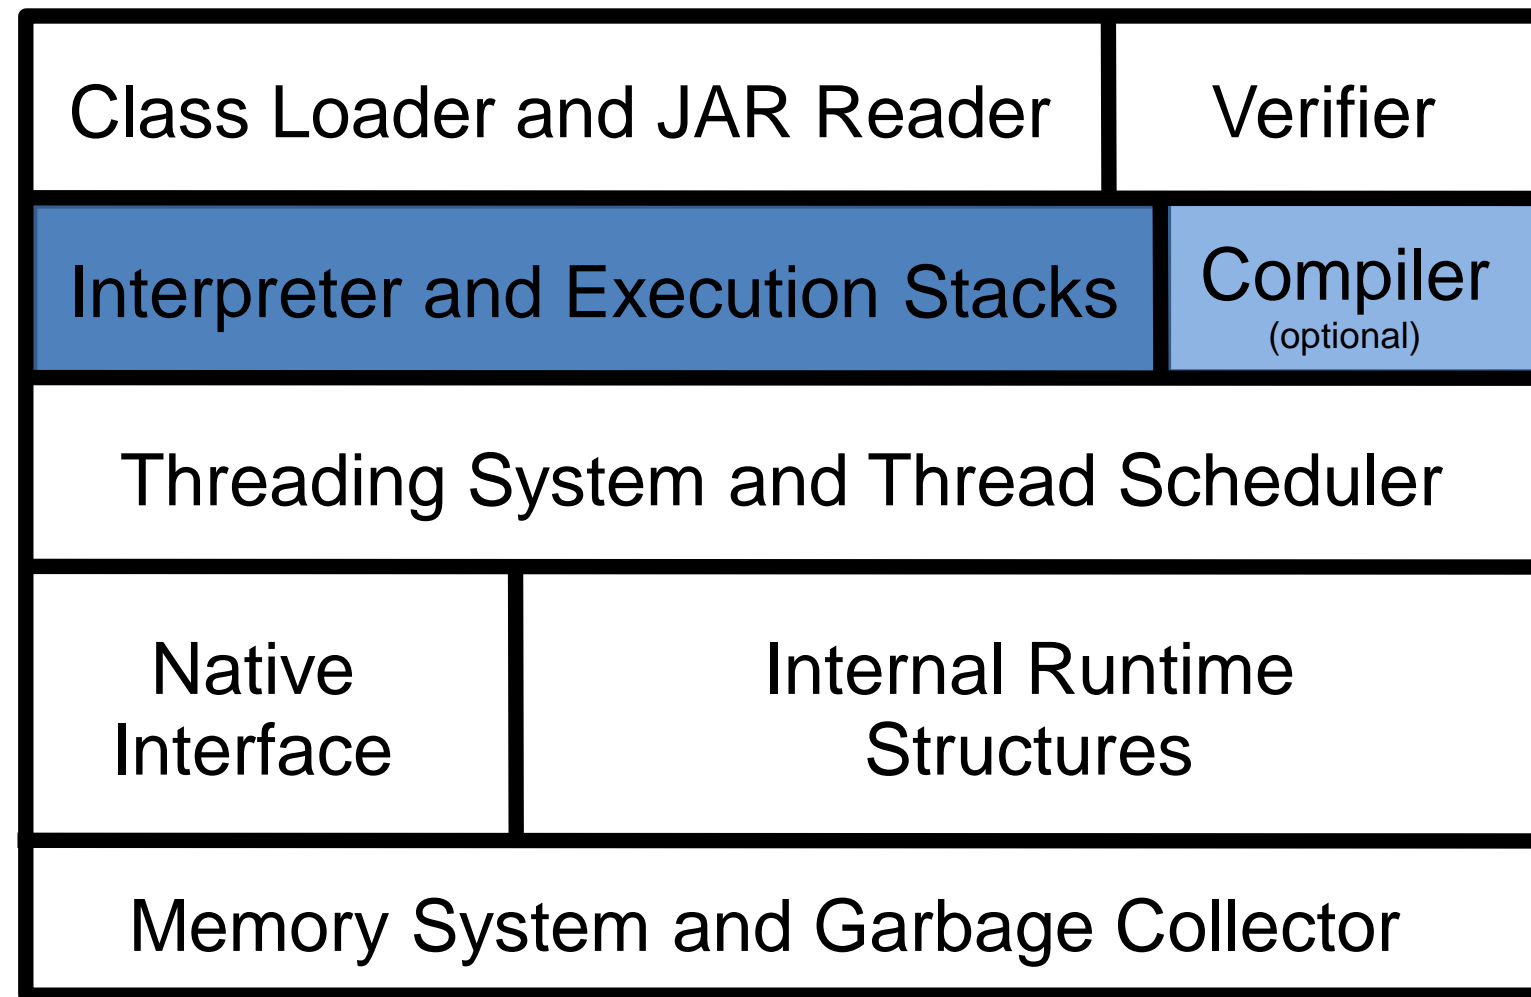 Class Loader and JAR Reader
Verifier
Interpreter and Execution Stacks
Compiler
(optional)
Threading System and Thread Scheduler
Native
Interface
Internal Runtime
Structures
Memory System and Garbage Collector